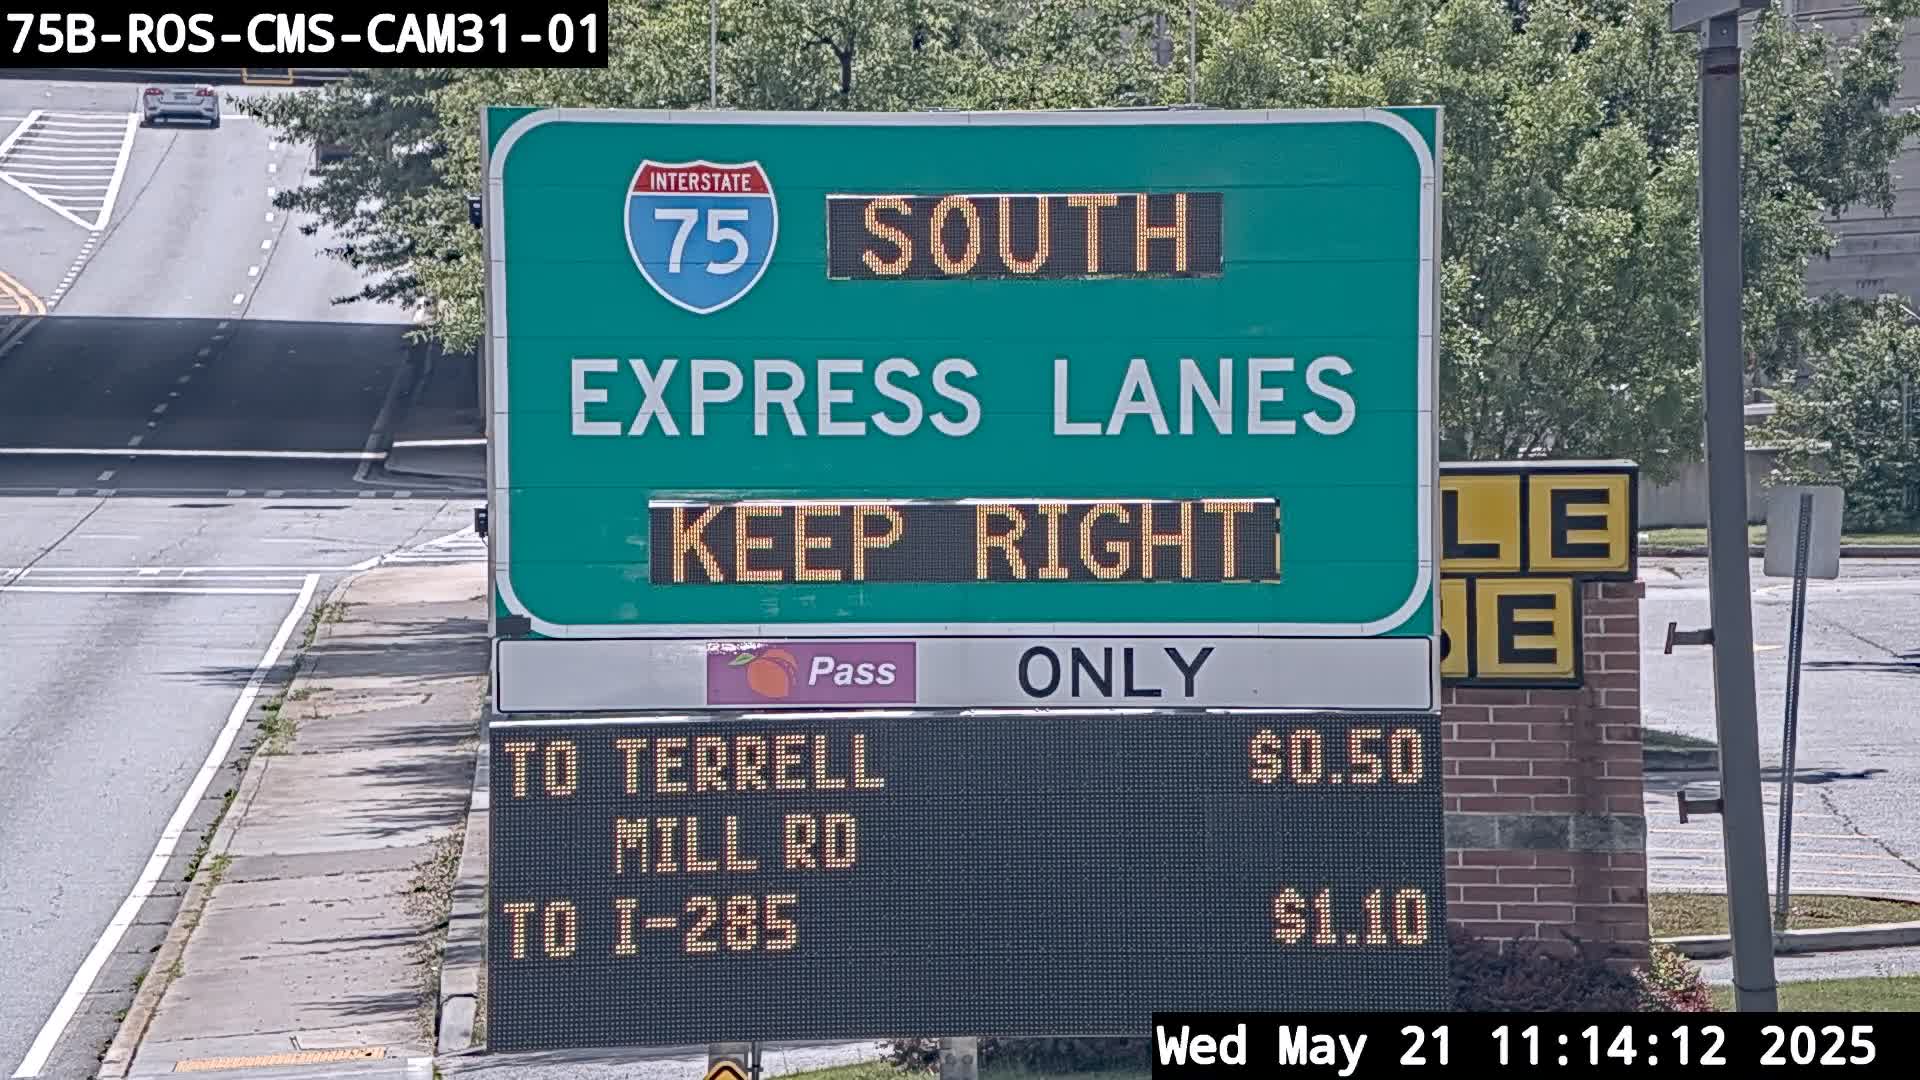 75B-ROS-CMS-CAM31-01
INTERSTATE
75
SOUTH
EXPRESS LANES
KEEP RIGHT
Pass ONLY
TO TERRELL $0.50
MILL RD
TO I-285 $1.10
LE
E
Wed May 21 11:14:12 2025